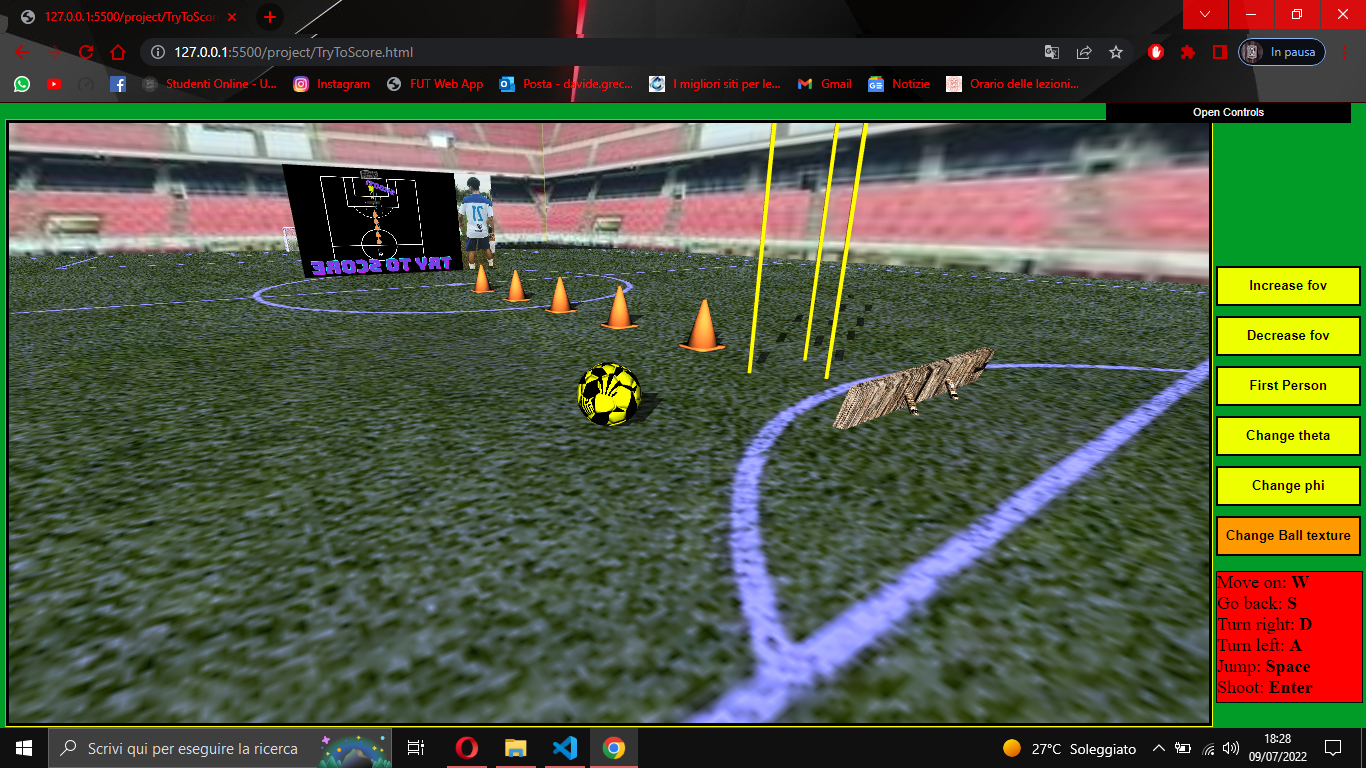 127.0.0.1:5500/project/TryToScor
127.0.0.1:5500/project/TryToScore.html
In pausa
Studenti Online - U...
Instagram
FUT Web App
Posta - davide.grec...
I migliori siti per le...
Gmail
Notizie
Orario delle lezioni...
Open Controls
TRY TO SCORE
21
Increase fov
Decrease fov
First Person
Change theta
Change phi
Change Ball texture
Move on: W
Go back: S
Turn right: D
Turn left: A
Jump: Space
Shoot: Enter
Scrivi qui per eseguire la ricerca
27°C Soleggiato
18:28
09/07/2022